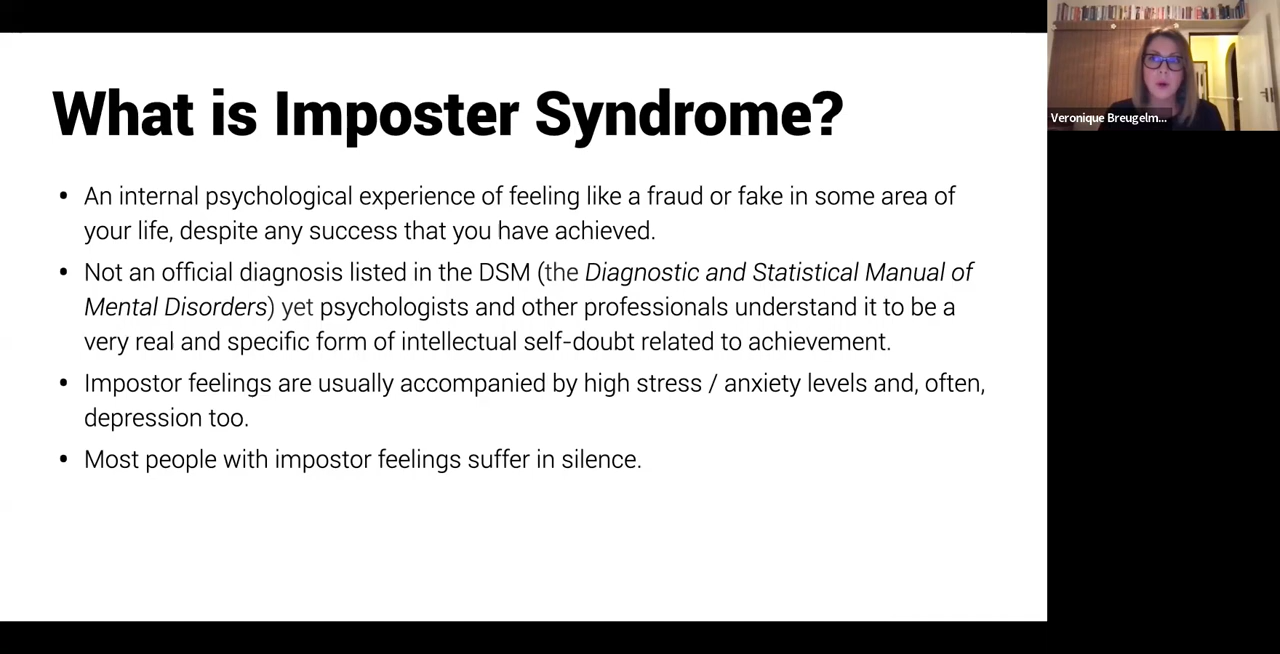 What is Imposter Syndrome?
• An internal psychological experience of feeling like a fraud or fake in some area of
your life, despite any success that you have achieved.
• Not an official diagnosis listed in the DSM (the Diagnostic and Statistical Manual of
Mental Disorders) yet psychologists and other professionals understand it to be a
very real and specific form of intellectual self-doubt related to achievement.
• Impostor feelings are usually accompanied by high stress / anxiety levels and, often,
depression too.
• Most people with impostor feelings suffer in silence.
Veronique Breugelm...